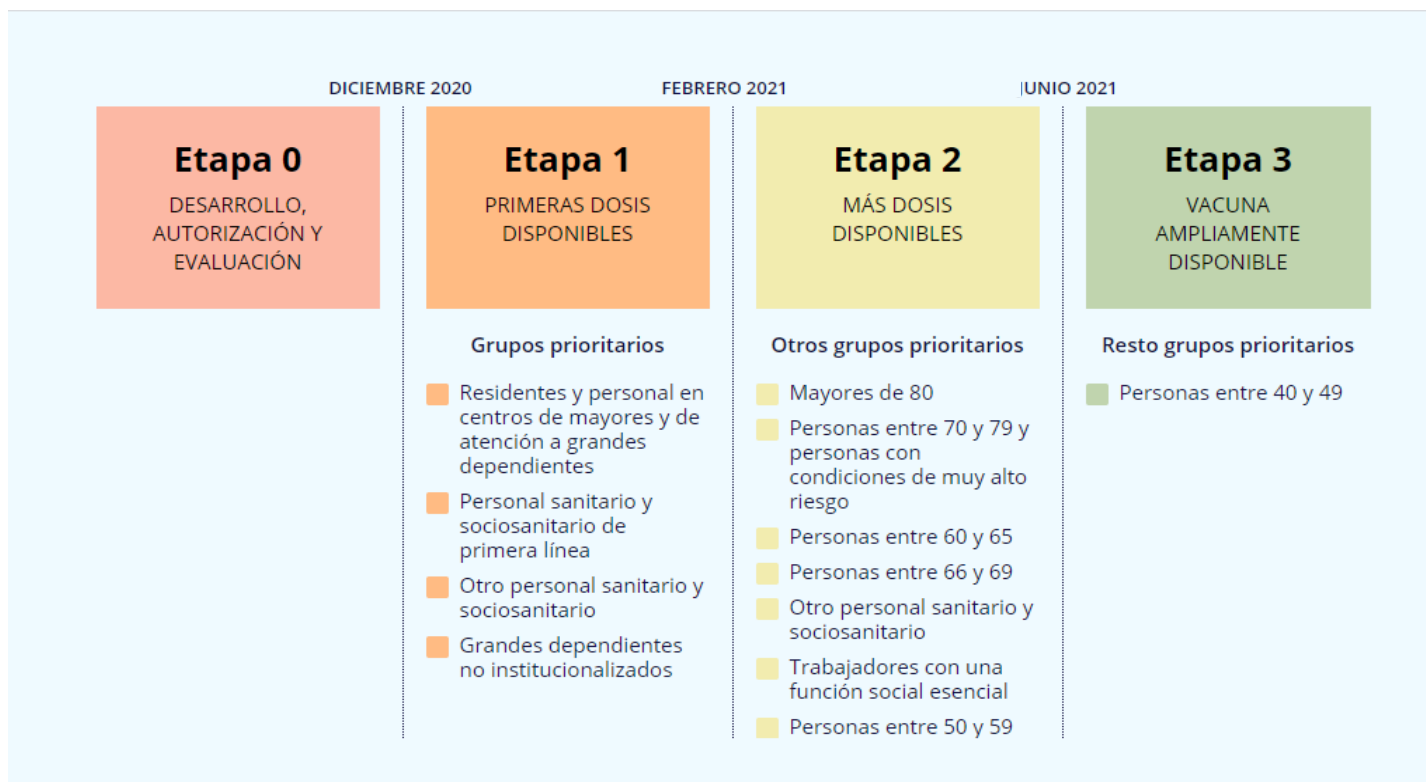 DICIEMBRE 2020
FEBRERO 2021
JUNIO 2021
Etapa 0
DESARROLLO,
AUTORIZACIÓN Y
EVALUACIÓN
Etapa 1
PRIMERAS DOSIS
DISPONIBLES
Grupos prioritarios
Residentes y personal en
centros de mayores y de
atención a grandes
dependientes
Personal sanitario y
sociosanitario de
primera línea
Otro personal sanitario y
sociosanitario
Grandes dependientes
no institucionalizados
Etapa 2
MÁS DOSIS
DISPONIBLES
Otros grupos prioritarios
Mayores de 80
Personas entre 70 y 79 y
personas con
condiciones de muy alto
riesgo
Personas entre 60 y 65
Personas entre 66 y 69
Otro personal sanitario y
sociosanitario
Trabajadores con una
función social esencial
Personas entre 50 y 59
Etapa 3
VACUNA
AMPLIAMENTE
DISPONIBLE
Resto grupos prioritarios
Personas entre 40 y 49